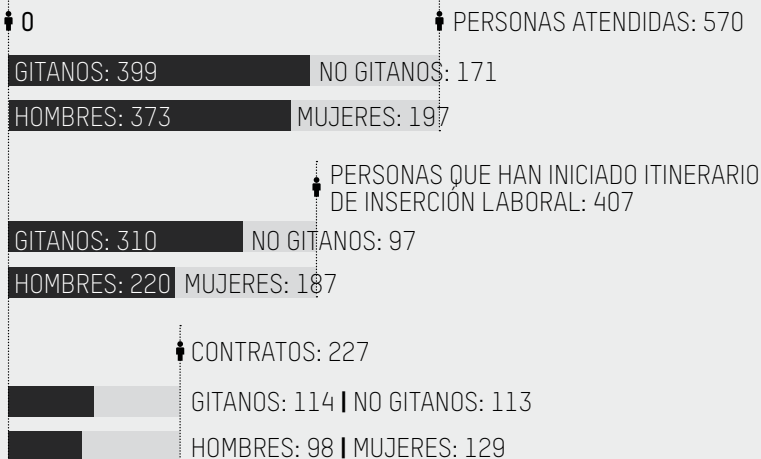 0
PERSONAS ATENDIDAS: 570
GITANOS: 399 NO GITANOS: 171
HOMBRES: 373 MUJERES: 197
PERSONAS QUE HAN INICIADO ITINERARIO
DE INSERCIÓN LABORAL: 407
GITANOS: 310 NO GITANOS: 97
HOMBRES: 220 MUJERES: 187
CONTRATOS: 227
GITANOS: 114 | NO GITANOS: 113
HOMBRES: 98 | MUJERES: 129